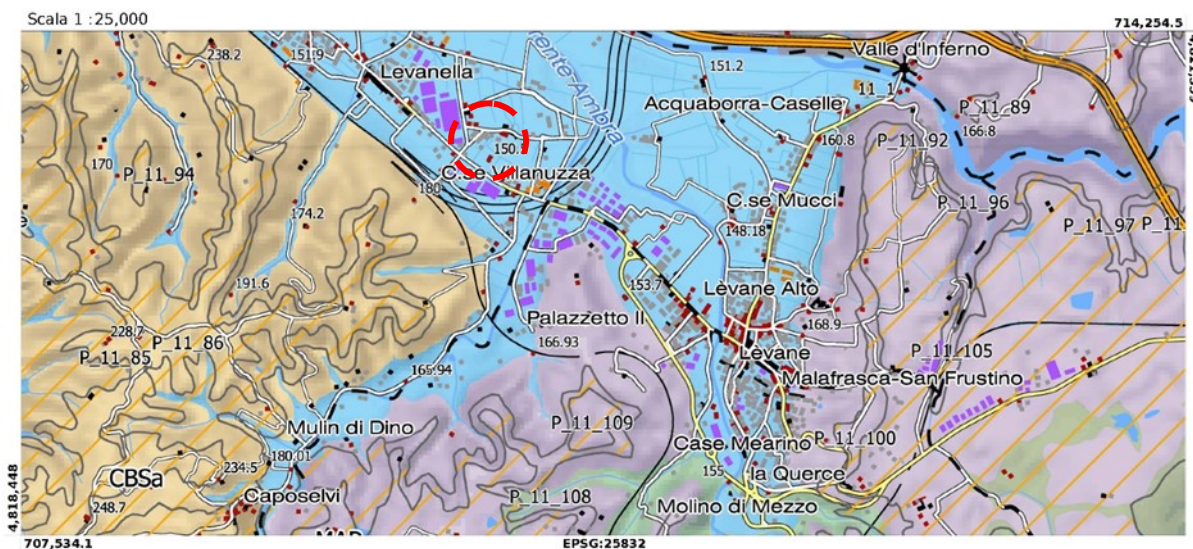 Scala 1 :25,000
714,254.5
151.9
238.2
Levanella
151.2
Valle d'Inferno
Acquaborra-Caselle
11_1
P_11_89
166.8
170
P_11_94
150.
160.8
P_11_92
C.se Villanuzza
180
174.2
C.se Mucci
148.18
P_11_96
P_11_97
P_11
191.6
153.7
Levane Alto
228.7
P_11_86
P_11_85
Palazzetto II
166.93
168.9
165.94
Levane
P_11_105
Malafrasca-San Frustino
Mulin di Dino
P_11_109
Case Mearino
P_11_100
234.5
180.01
CBSa
155
la Querce
248.7
Caposelvi
P_11_108
Molino di Mezzo
4,818,448
707,534.1
EPSG:25832